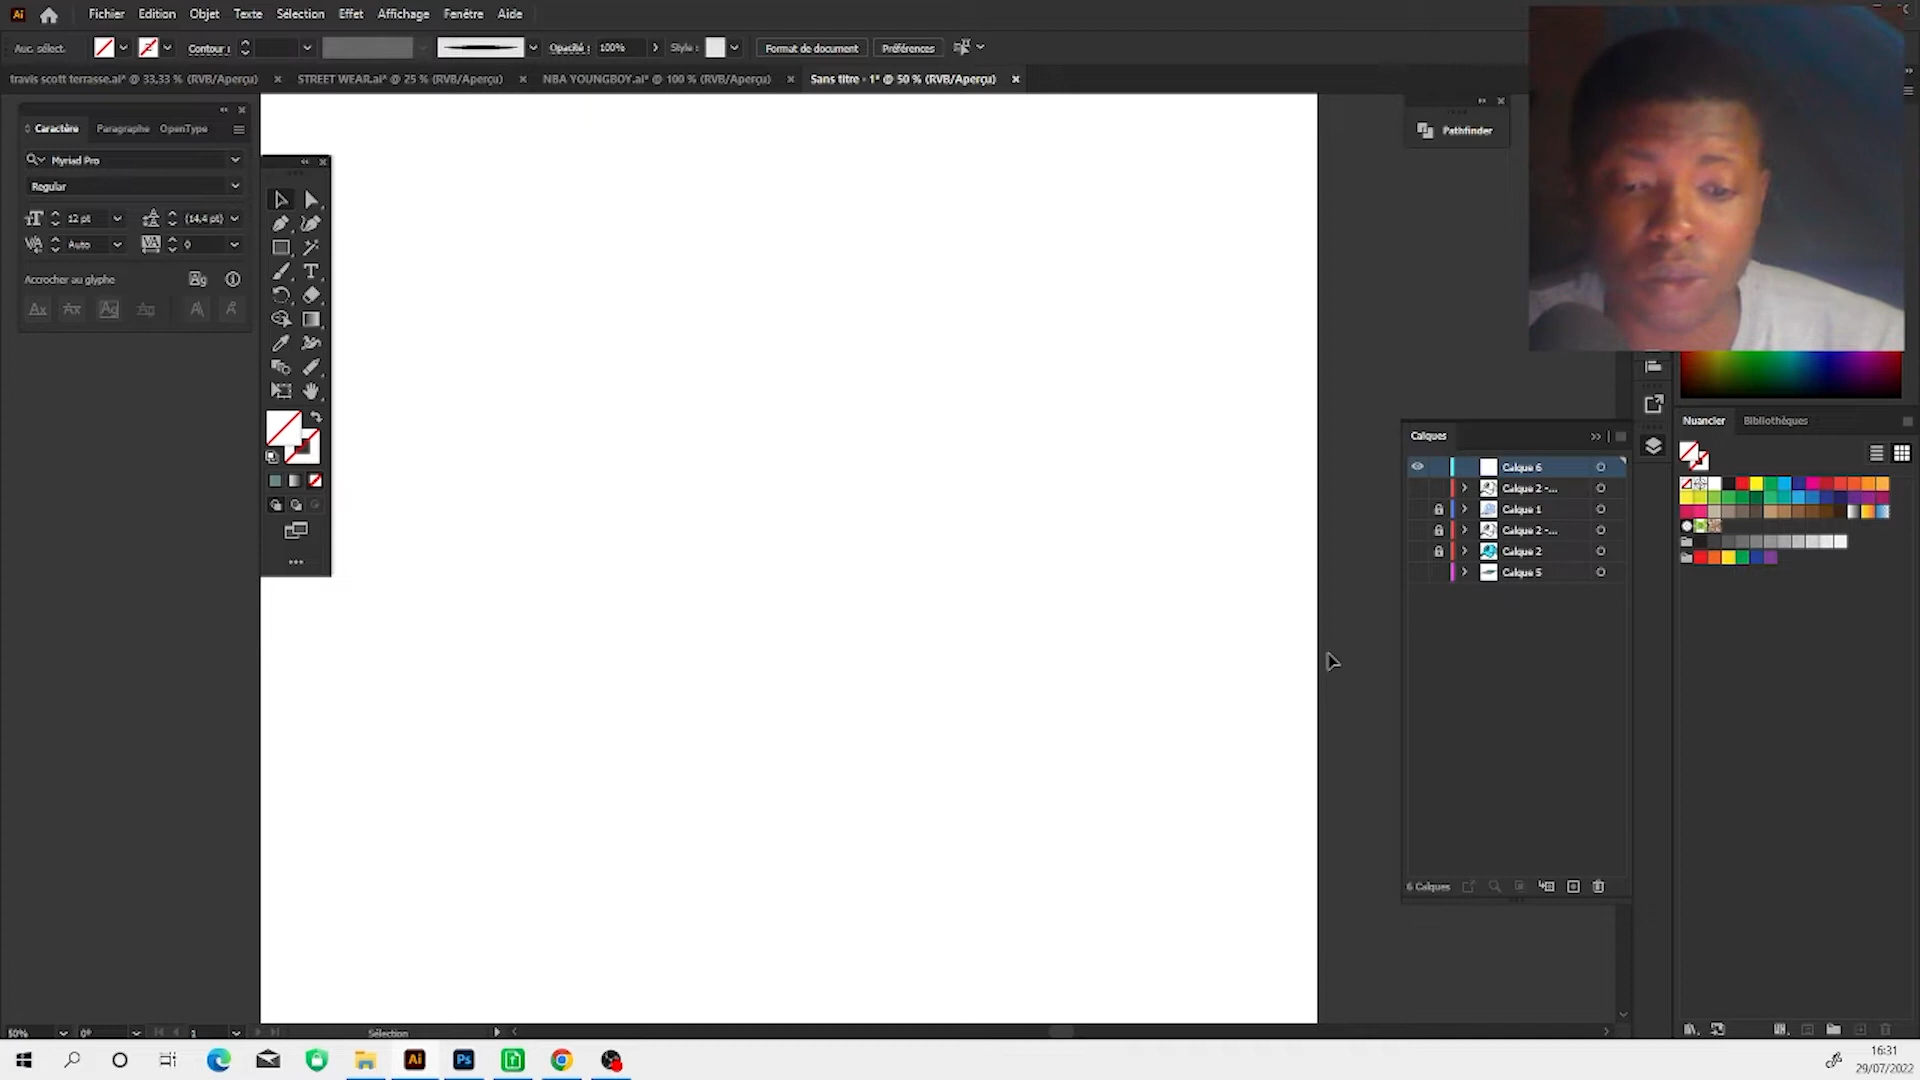 Ai Fichier Edition Objet Texte Sélection Effet Affichage Fenêtre Aide
Auc. sélect. Contour : Opacité : 100% Style : Format de document Préférences
travis scott terrasse.ai* @ 33,33 % (RVB/Aperçu) × STREET WEAR.ai* @ 25 % (RVB/Aperçu) × NBA YOUNGBOY.ai* @ 100 % (RVB/Aperçu) × Sans titre - 1* @ 50 % (RVB/Aperçu) ×
Caractère Paragraphe OpenType
Myriad Pro
Regular
12 pt (14,4 pt)
Auto 0
Accrocher au glyphe
Pathfinder
Nuancier Bibliothèques
Calques
Calque 6
Calque 2 -...
Calque 1
Calque 2 -...
Calque 2
Calque 5
6 Calques
50% 0° 1 Sélection
Ai Ps
16:31
29/07/2022